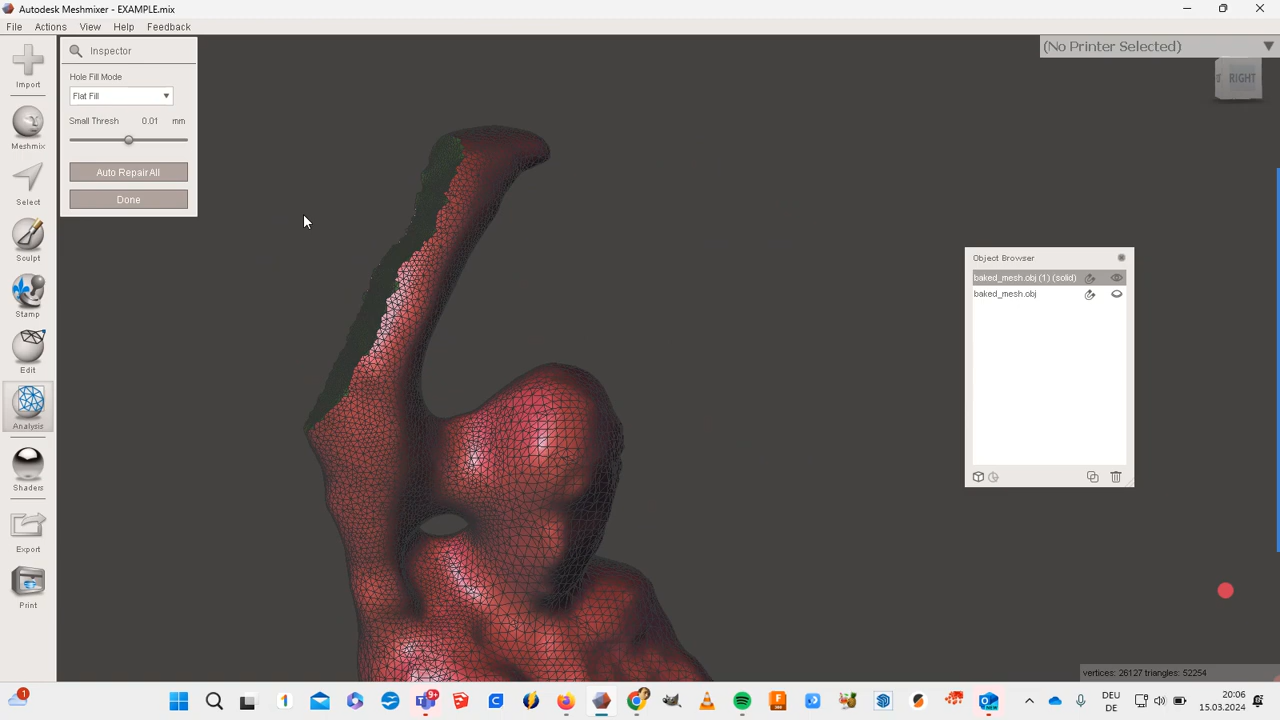 Autodesk Meshmixer - EXAMPLE.mix
File Actions View Help Feedback
(No Printer Selected)
Inspector
Hole Fill Mode
Flat Fill
Small Thresh 0.01 mm
Auto Repair All
Done
Import
Meshmix
Select
Sculpt
Stamp
Edit
Analysis
Shaders
Export
Print
RIGHT
Object Browser
baked_mesh.obj (1) (solid)
baked_mesh.obj
vertices: 26127 triangles: 52254
1
9+
DEU
DE
20:06
15.03.2024